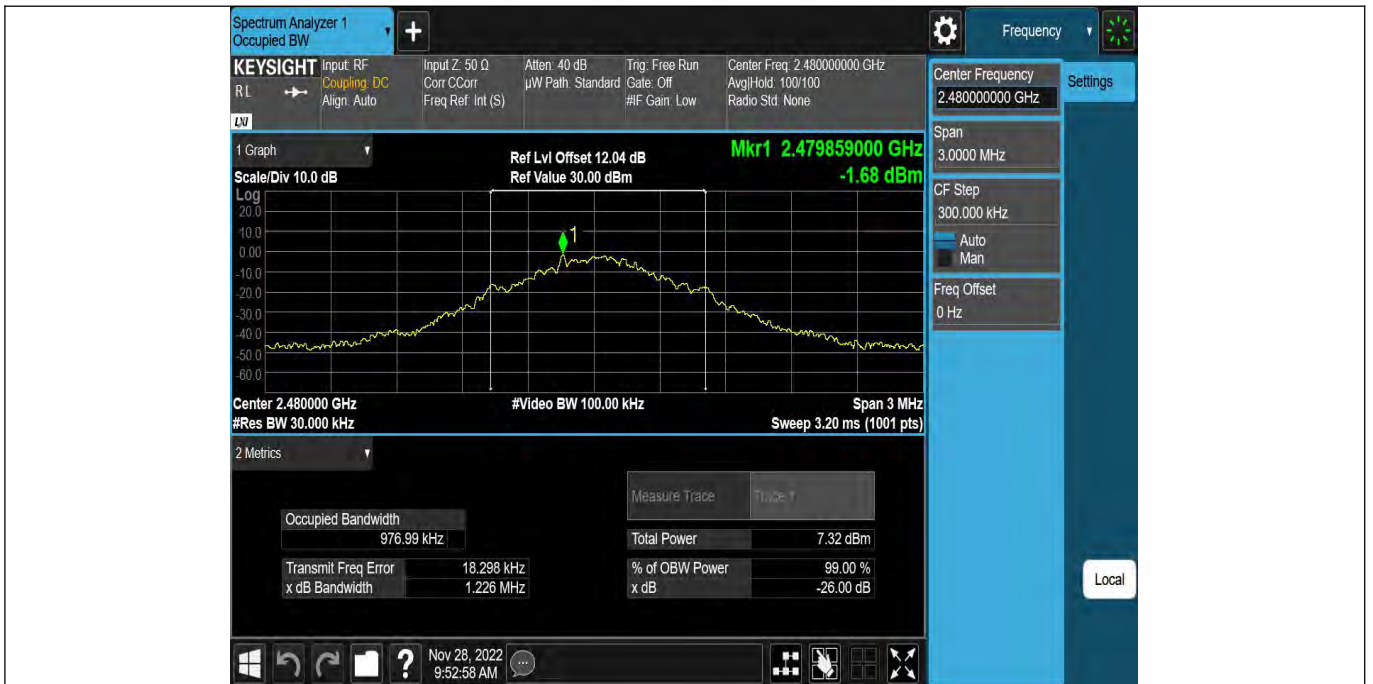 Spectrum Analyzer 1
Occupied BW
Frequency
KEYSIGHT
RL
LXI
Input: RF
Coupling: DC
Align: Auto
Input Z: 50 Ω
Corr CCorr
Freq Ref: Int (S)
Atten: 40 dB
µW Path: Standard
Trig: Free Run
Gate: Off
#IF Gain: Low
Center Freq: 2.480000000 GHz
Avg|Hold: 100/100
Radio Std: None
Center Frequency
2.480000000 GHz
Settings
Span
3.0000 MHz
CF Step
300.000 kHz
Auto
Man
Freq Offset
0 Hz
Local
1 Graph
Scale/Div 10.0 dB
Ref Lvl Offset 12.04 dB
Ref Value 30.00 dBm
Mkr1 2.479859000 GHz
-1.68 dBm
Log
20.0
10.0
0.00
-10.0
-20.0
-30.0
-40.0
-50.0
-60.0
1
Center 2.480000 GHz
#Res BW 30.000 kHz
#Video BW 100.00 kHz
Span 3 MHz
Sweep 3.20 ms (1001 pts)
2 Metrics
Measure Trace
Trace 1
Occupied Bandwidth
976.99 kHz
Total Power 7.32 dBm
Transmit Freq Error 18.298 kHz
% of OBW Power 99.00 %
x dB Bandwidth 1.226 MHz
x dB -26.00 dB
?
Nov 28, 2022
9:52:58 AM